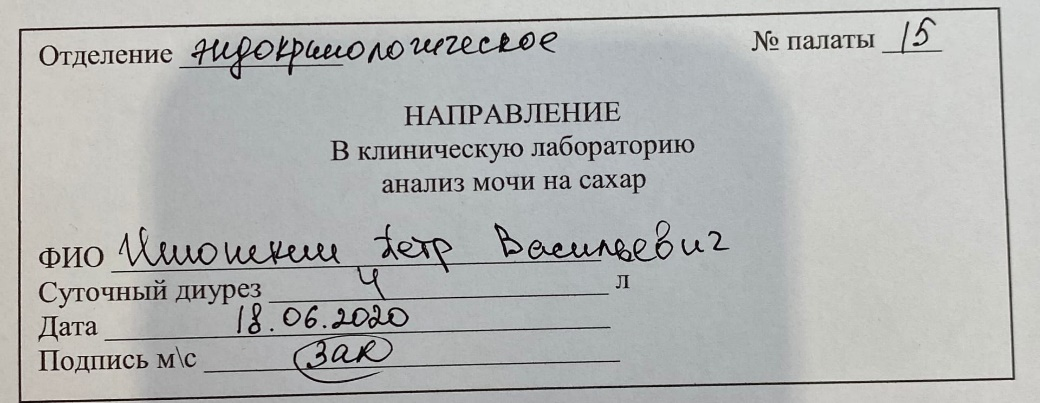 Отделение эндокринологическое № палаты 15
НАПРАВЛЕНИЕ
В клиническую лабораторию
анализ мочи на сахар
ФИО Петр Васильевич
Суточный диурез 4 л
Дата 18.06.2020
Подпись м\с Зак